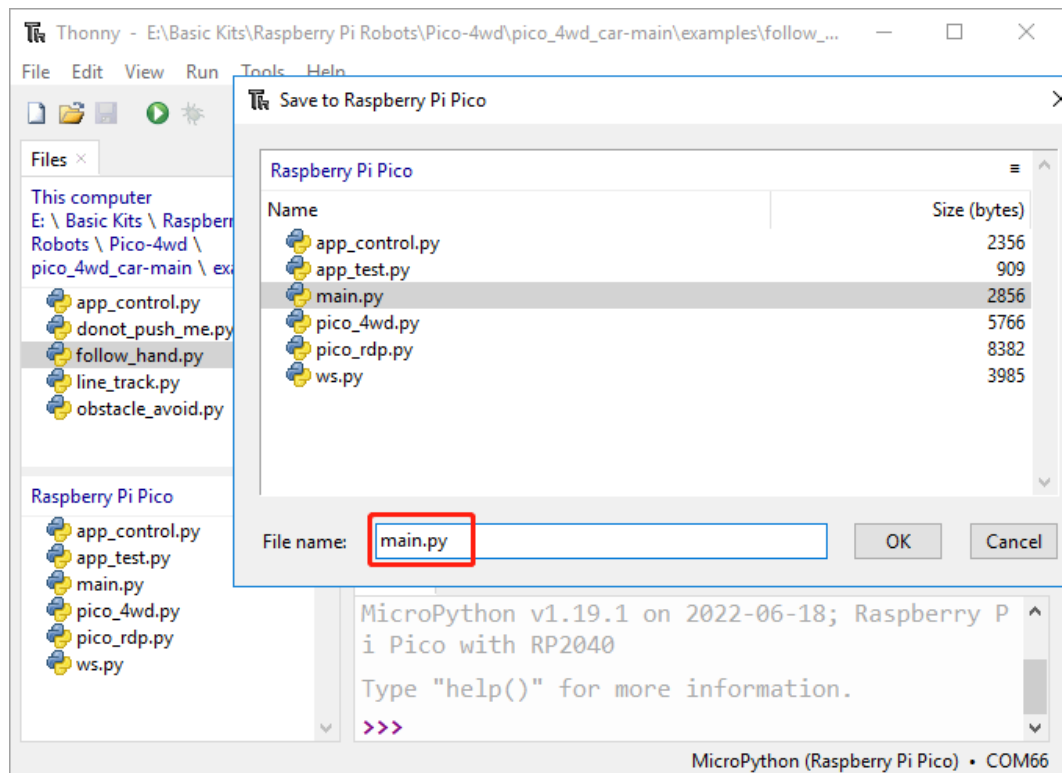 Thonny - E:\Basic Kits\Raspberry Pi Robots\Pico-4wd\pico_4wd_car-main\examples\follow_...
File Edit View Run Tools Help
Files
This computer
E: \ Basic Kits \ Raspberr
Robots \ Pico-4wd \
pico_4wd_car-main \ exa
app_control.py
donot_push_me.py
follow_hand.py
line_track.py
obstacle_avoid.py
Raspberry Pi Pico
app_control.py
app_test.py
main.py
pico_4wd.py
pico_rdp.py
ws.py
Save to Raspberry Pi Pico
Raspberry Pi Pico
Name Size (bytes)
app_control.py 2356
app_test.py 909
main.py 2856
pico_4wd.py 5766
pico_rdp.py 8382
ws.py 3985
File name: main.py OK Cancel
MicroPython v1.19.1 on 2022-06-18; Raspberry P
i Pico with RP2040
Type "help()" for more information.
>>>
MicroPython (Raspberry Pi Pico) • COM66